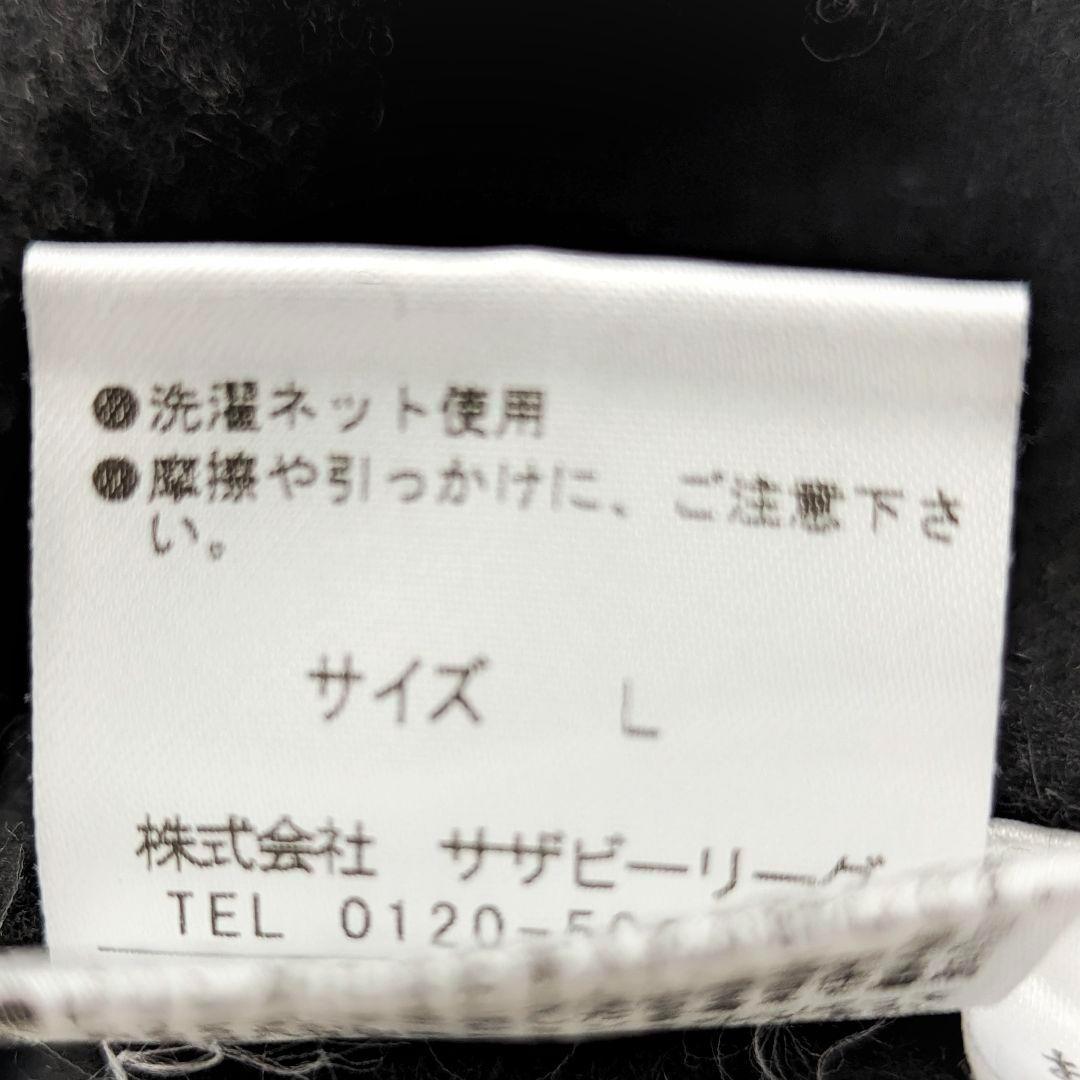 ●洗濯ネット使用
●摩擦や引っかけに、ご注意下さ
い。
サイズ L
株式会社 サザビーリーグ
TEL 0120-50